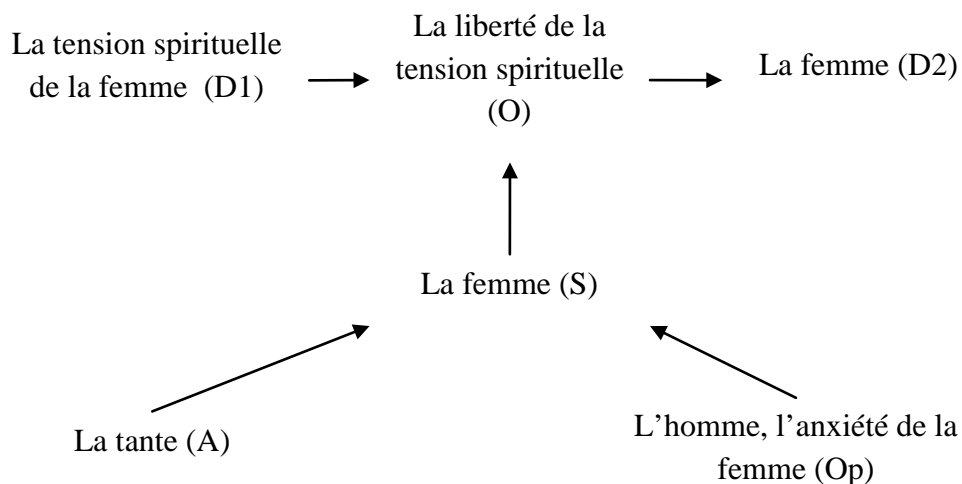 La tension spirituelle
de la femme (D1)
La liberté de la
tension spirituelle
(O)
La femme (D2)
La femme (S)
La tante (A)
L’homme, l’anxiété de la
femme (Op)